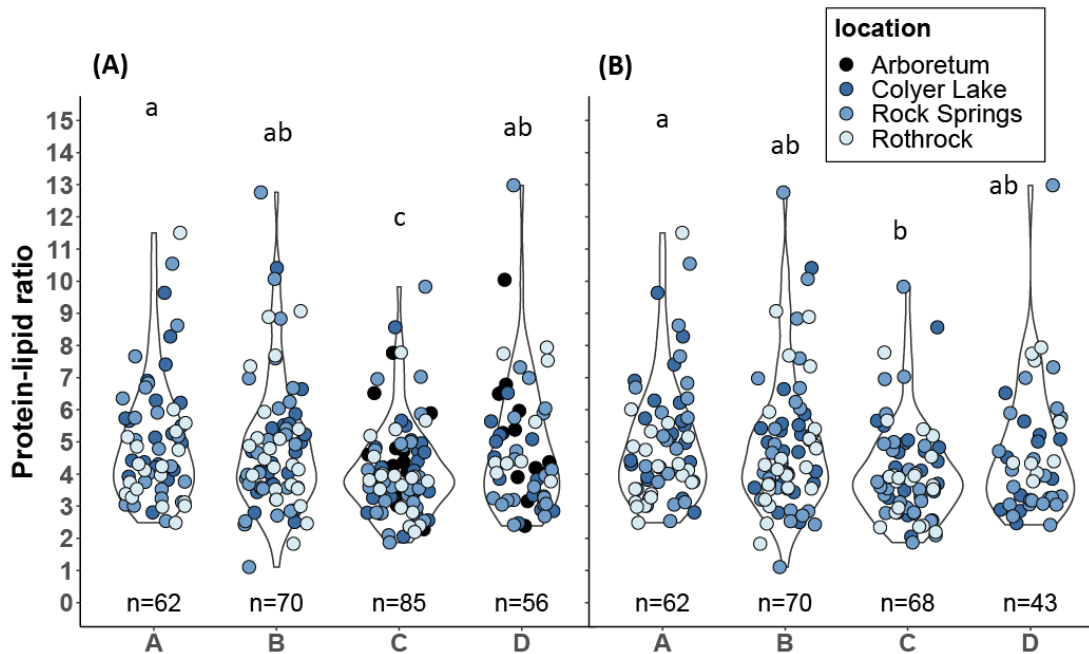 location
Arboretum
Colyer Lake
Rock Springs
Rothrock
(A)
(B)
Protein-lipid ratio
15
14
13
12
11
10
9
8
7
6
5
4
3
2
1
0
a
ab
c
ab
a
ab
b
ab
n=62
n=70
n=85
n=56
n=62
n=70
n=68
n=43
A
B
C
D
A
B
C
D